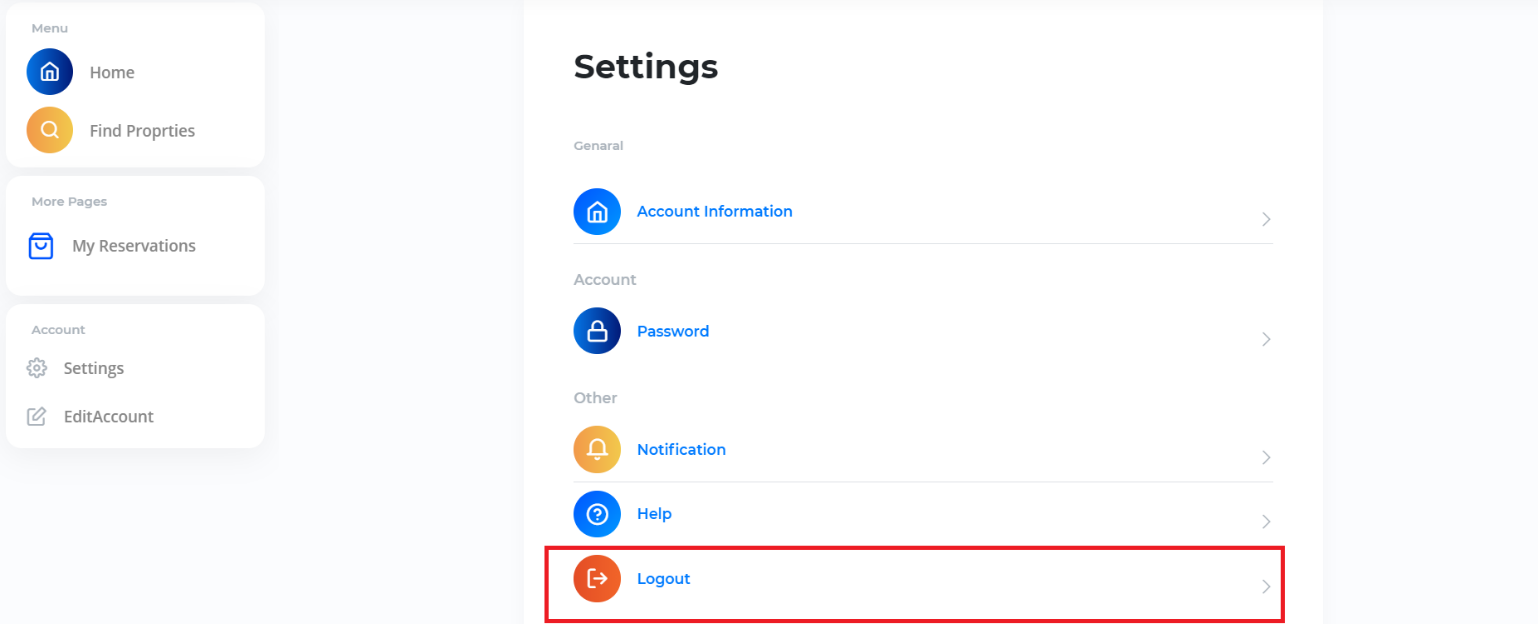 Menu
Home
Find Proprties
More Pages
My Reservations
Account
Settings
EditAccount
Settings
Genaral
Account Information
Account
Password
Other
Notification
Help
Logout